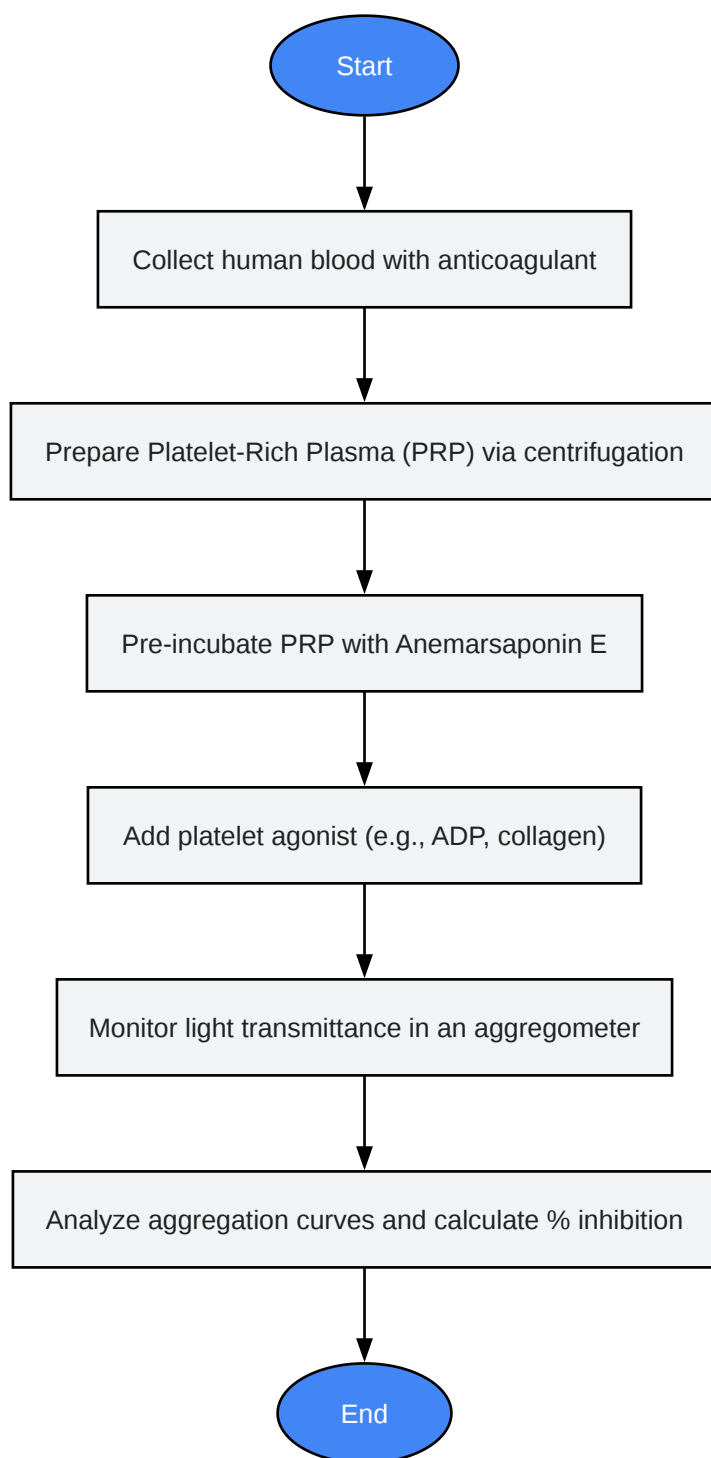 Start
Collect human blood with anticoagulant
Prepare Platelet-Rich Plasma (PRP) via centrifugation
Pre-incubate PRP with Anemarsaponin E
Add platelet agonist (e.g., ADP, collagen)
Monitor light transmittance in an aggregometer
Analyze aggregation curves and calculate % inhibition
End